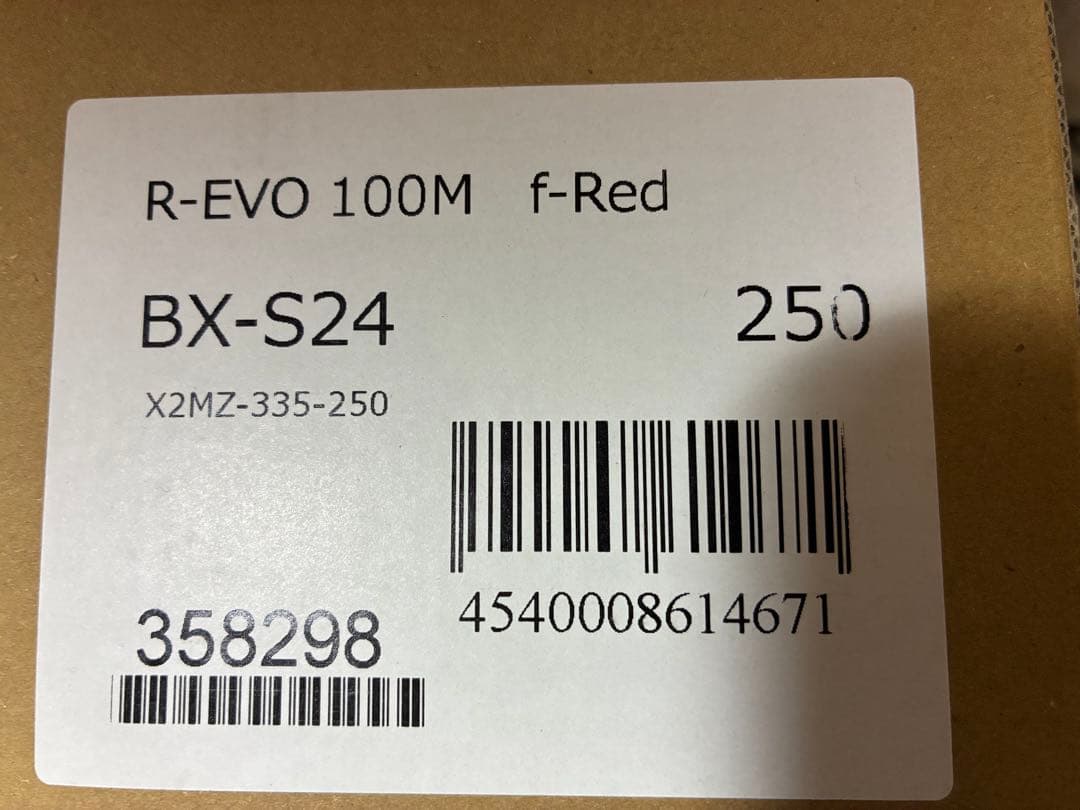 R-EVO 100M f-Red
BX-S24 250
X2MZ-335-250
4540008614671
358298